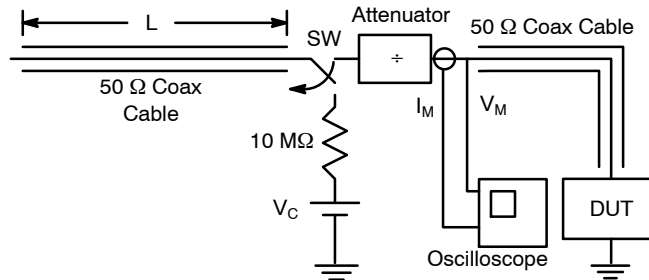 L
50 Ω Coax
Cable
SW
Attenuator
÷
50 Ω Coax Cable
I_M
V_M
10 MΩ
V_C
DUT
Oscilloscope